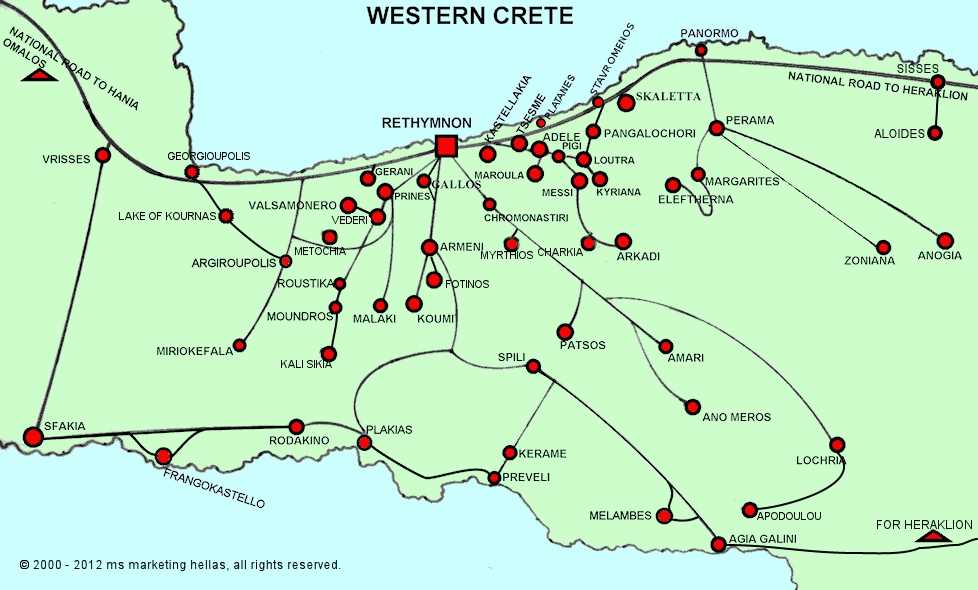 WESTERN CRETE
NATIONAL ROAD TO HANIA
OMALOS
PANORMO
STAVROMENOS
SISSES
NATIONAL ROAD TO HERAKLION
KASTELLAKIA
TSESME
PLATANES
SKALETTA
RETHYMNON
PERAMA
ALOIDES
ADELE
PANGALOCHORI
PIGI
VRISSES
GEORGIOUPOLIS
LOUTRA
GERANI
MAROULA
GALLOS
MARGARITES
MESSI
KYRIANA
PRINES
ELEFTHERNA
VALSAMONERO
LAKE OF KOURNAS
VEDERI
CHROMONASTIRI
METOCHIA
ARMENI
MYRTHIOS
CHARKIA
ARKADI
ZONIANA
ANOGIA
ARGIROUPOLIS
ROUSTIKA
FOTINOS
MOUNDROS
MALAKI
KOUMI
MIRIOKEFALA
KALI SIKIA
PATSOS
SPILI
AMARI
ANO MEROS
SFAKIA
RODAKINO
PLAKIAS
KERAME
LOCHRIA
FRANGOKASTELLO
PREVELI
MELAMBES
APODOULOU
FOR HERAKLION
AGIA GALINI
© 2000 - 2012 ms marketing hellas, all rights reserved.